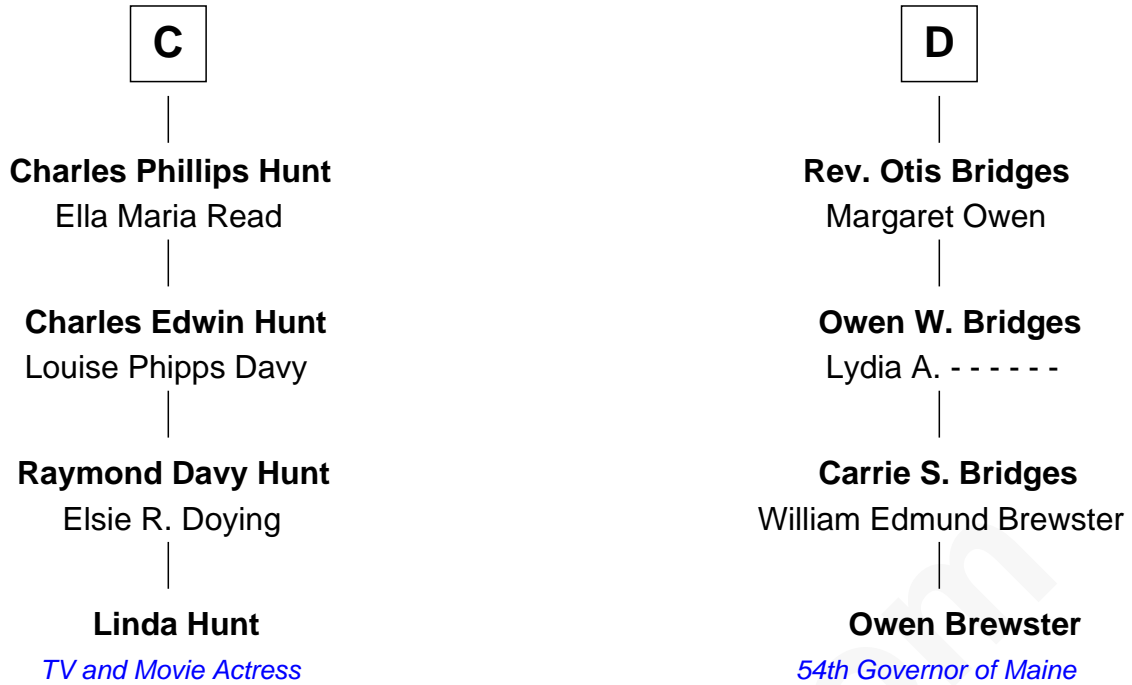 C
Charles Phillips Hunt
Ella Maria Read
Charles Edwin Hunt
Louise Phipps Davy
Raymond Davy Hunt
Elsie R. Doying
Linda Hunt
TV and Movie Actress
D
Rev. Otis Bridges
Margaret Owen
Owen W. Bridges
Lydia A. - - - - - -
Carrie S. Bridges
William Edmund Brewster
Owen Brewster
54th Governor of Maine
om